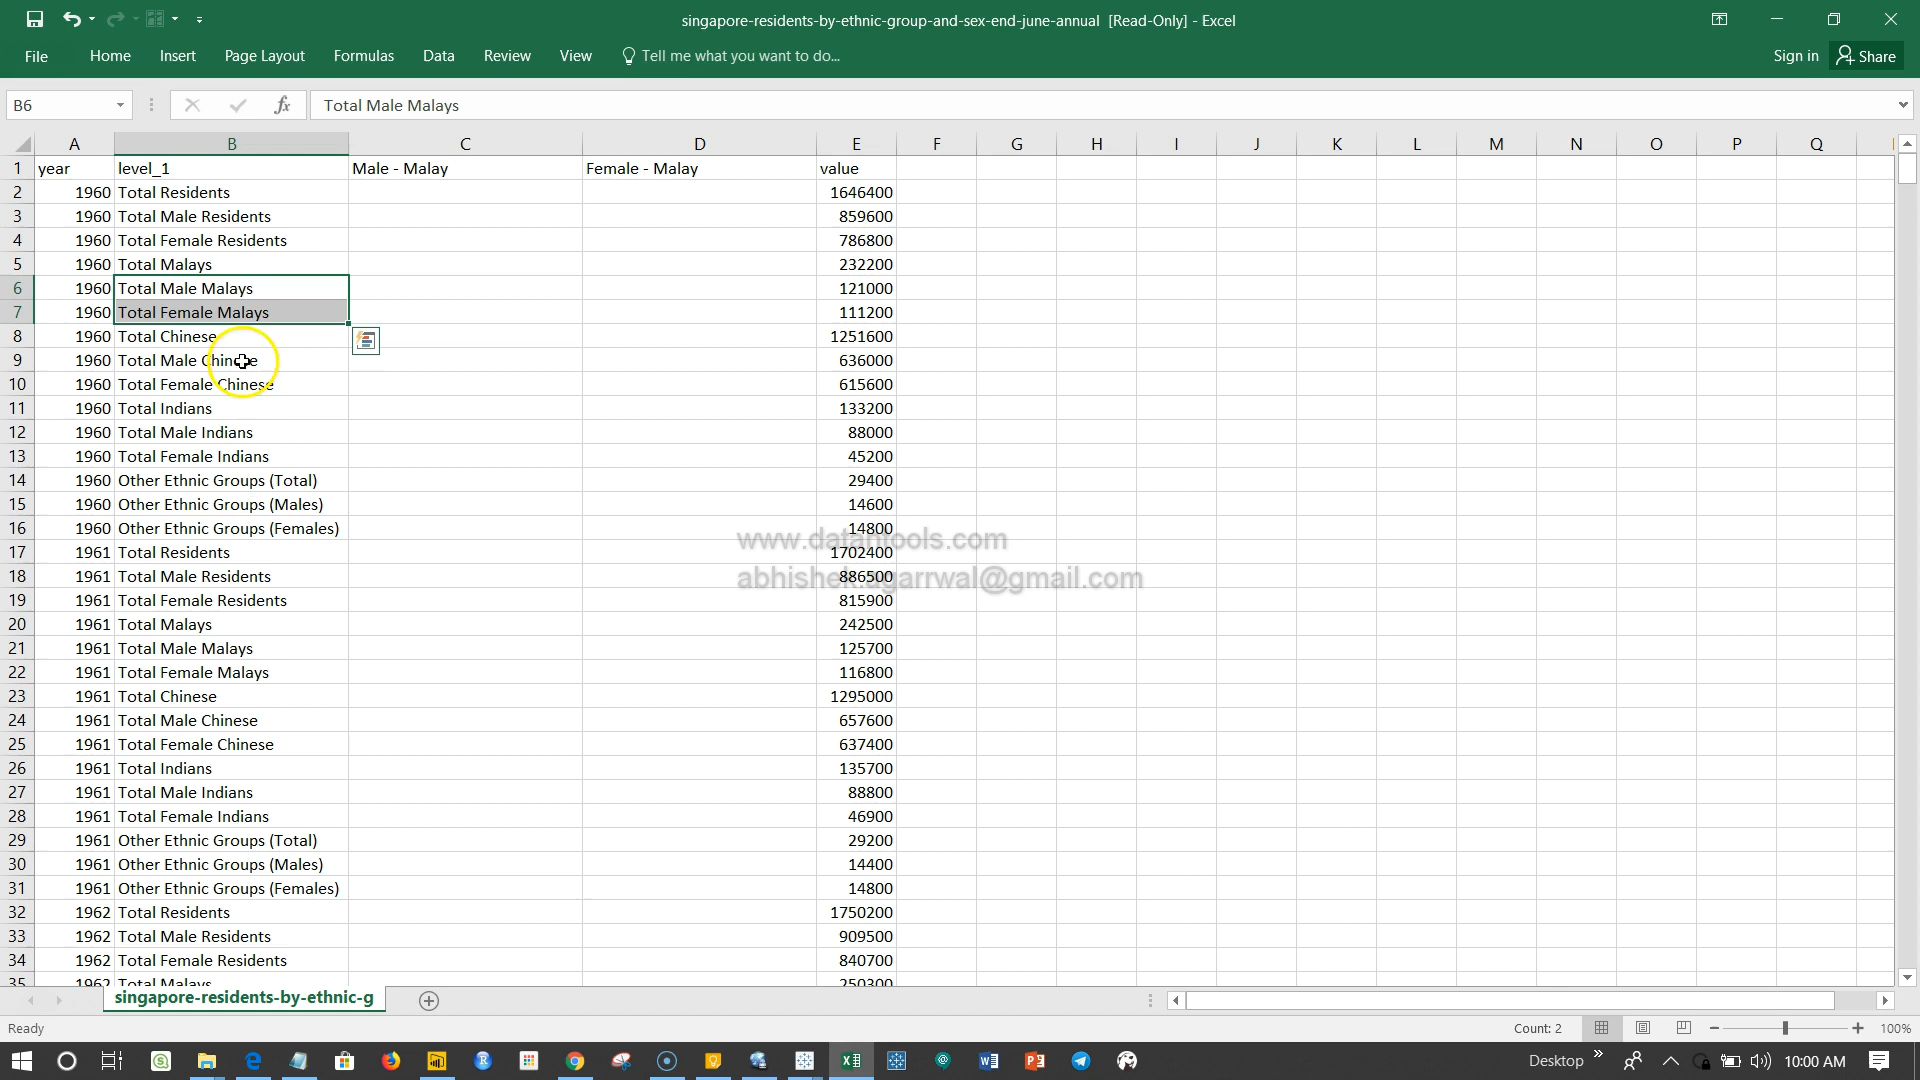 singapore-residents-by-ethnic-group-and-sex-end-june-annual [Read-Only] - Excel
File Home Insert Page Layout Formulas Data Review View Tell me what you want to do... Sign in Share
B6 fx Total Male Malays
A B C D E F G H I J K L M N O P Q
1 year level_1 Male - Malay Female - Malay value
2 1960 Total Residents 1646400
3 1960 Total Male Residents 859600
4 1960 Total Female Residents 786800
5 1960 Total Malays 232200
6 1960 Total Male Malays 121000
7 1960 Total Female Malays 111200
8 1960 Total Chinese 1251600
9 1960 Total Male Chinese 636000
10 1960 Total Female Chinese 615600
11 1960 Total Indians 133200
12 1960 Total Male Indians 88000
13 1960 Total Female Indians 45200
14 1960 Other Ethnic Groups (Total) 29400
15 1960 Other Ethnic Groups (Males) 14600
16 1960 Other Ethnic Groups (Females) 14800
www.datantools.com
17 1961 Total Residents 1702400
18 1961 Total Male Residents 886500
abhishek.agarrwal@gmail.com
19 1961 Total Female Residents 815900
20 1961 Total Malays 242500
21 1961 Total Male Malays 125700
22 1961 Total Female Malays 116800
23 1961 Total Chinese 1295000
24 1961 Total Male Chinese 657600
25 1961 Total Female Chinese 637400
26 1961 Total Indians 135700
27 1961 Total Male Indians 88800
28 1961 Total Female Indians 46900
29 1961 Other Ethnic Groups (Total) 29200
30 1961 Other Ethnic Groups (Males) 14400
31 1961 Other Ethnic Groups (Females) 14800
32 1962 Total Residents 1750200
33 1962 Total Male Residents 909500
34 1962 Total Female Residents 840700
35 1962 Total Malays 250300
singapore-residents-by-ethnic-g
Ready Count: 2 100%
Desktop 10:00 AM